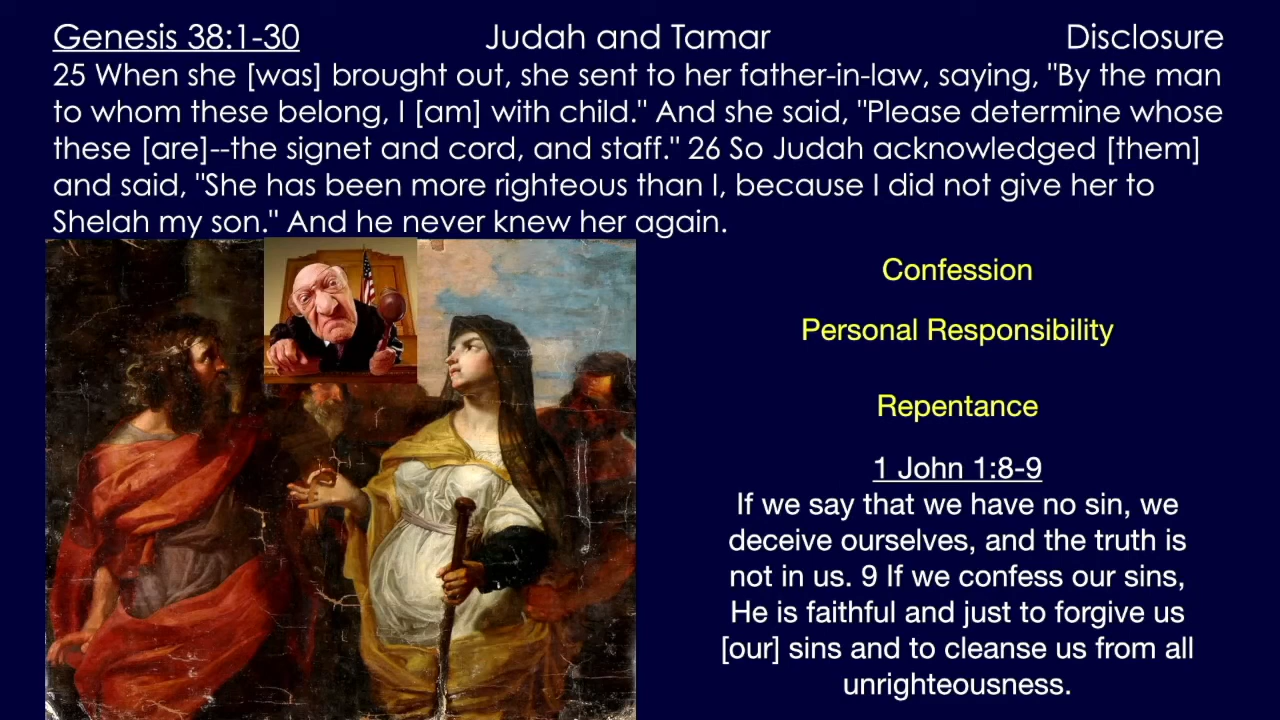 Genesis 38:1-30 Judah and Tamar Disclosure
25 When she [was] brought out, she sent to her father-in-law, saying, "By the man
to whom these belong, I [am] with child." And she said, "Please determine whose
these [are]--the signet and cord, and staff." 26 So Judah acknowledged [them]
and said, "She has been more righteous than I, because I did not give her to
Shelah my son." And he never knew her again.
Confession
Personal Responsibility
Repentance
1 John 1:8-9
If we say that we have no sin, we
deceive ourselves, and the truth is
not in us. 9 If we confess our sins,
He is faithful and just to forgive us
[our] sins and to cleanse us from all
unrighteousness.